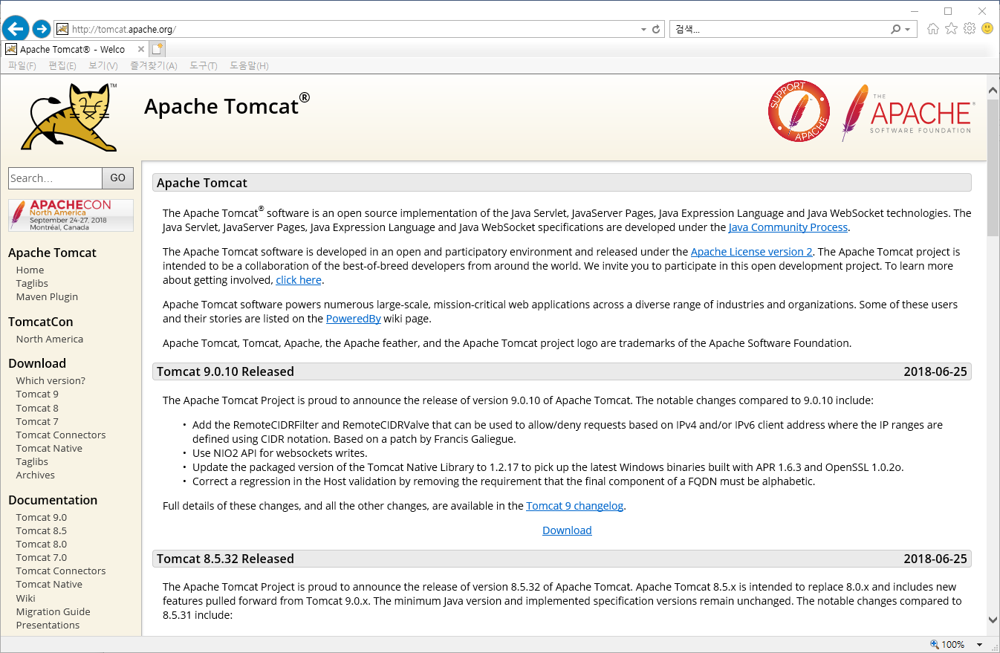 http://tomcat.apache.org/
검색...
Apache Tomcat® - Welco
파일(F) 편집(E) 보기(V) 즐겨찾기(A) 도구(T) 도움말(H)
TM
Apache Tomcat®
SUPPORT APACHE
THE
APACHE®
SOFTWARE FOUNDATION
Search… GO
APACHECON
North America
September 24-27, 2018
Montréal, Canada
Apache Tomcat
Home
Taglibs
Maven Plugin
TomcatCon
North America
Download
Which version?
Tomcat 9
Tomcat 8
Tomcat 7
Tomcat Connectors
Tomcat Native
Taglibs
Archives
Documentation
Tomcat 9.0
Tomcat 8.5
Tomcat 8.0
Tomcat 7.0
Tomcat Connectors
Tomcat Native
Wiki
Migration Guide
Presentations
Apache Tomcat
The Apache Tomcat® software is an open source implementation of the Java Servlet, JavaServer Pages, Java Expression Language and Java WebSocket technologies. The
Java Servlet, JavaServer Pages, Java Expression Language and Java WebSocket specifications are developed under the Java Community Process.
The Apache Tomcat software is developed in an open and participatory environment and released under the Apache License version 2. The Apache Tomcat project is
intended to be a collaboration of the best-of-breed developers from around the world. We invite you to participate in this open development project. To learn more
about getting involved, click here.
Apache Tomcat software powers numerous large-scale, mission-critical web applications across a diverse range of industries and organizations. Some of these users
and their stories are listed on the PoweredBy wiki page.
Apache Tomcat, Tomcat, Apache, the Apache feather, and the Apache Tomcat project logo are trademarks of the Apache Software Foundation.
Tomcat 9.0.10 Released 2018-06-25
The Apache Tomcat Project is proud to announce the release of version 9.0.10 of Apache Tomcat. The notable changes compared to 9.0.10 include:
• Add the RemoteCIDRFilter and RemoteCIDRValve that can be used to allow/deny requests based on IPv4 and/or IPv6 client address where the IP ranges are
defined using CIDR notation. Based on a patch by Francis Galiegue.
• Use NIO2 API for websockets writes.
• Update the packaged version of the Tomcat Native Library to 1.2.17 to pick up the latest Windows binaries built with APR 1.6.3 and OpenSSL 1.0.2o.
• Correct a regression in the Host validation by removing the requirement that the final component of a FQDN must be alphabetic.
Full details of these changes, and all the other changes, are available in the Tomcat 9 changelog.
Download
Tomcat 8.5.32 Released 2018-06-25
The Apache Tomcat Project is proud to announce the release of version 8.5.32 of Apache Tomcat. Apache Tomcat 8.5.x is intended to replace 8.0.x and includes new
features pulled forward from Tomcat 9.0.x. The minimum Java version and implemented specification versions remain unchanged. The notable changes compared to
8.5.31 include:
100%